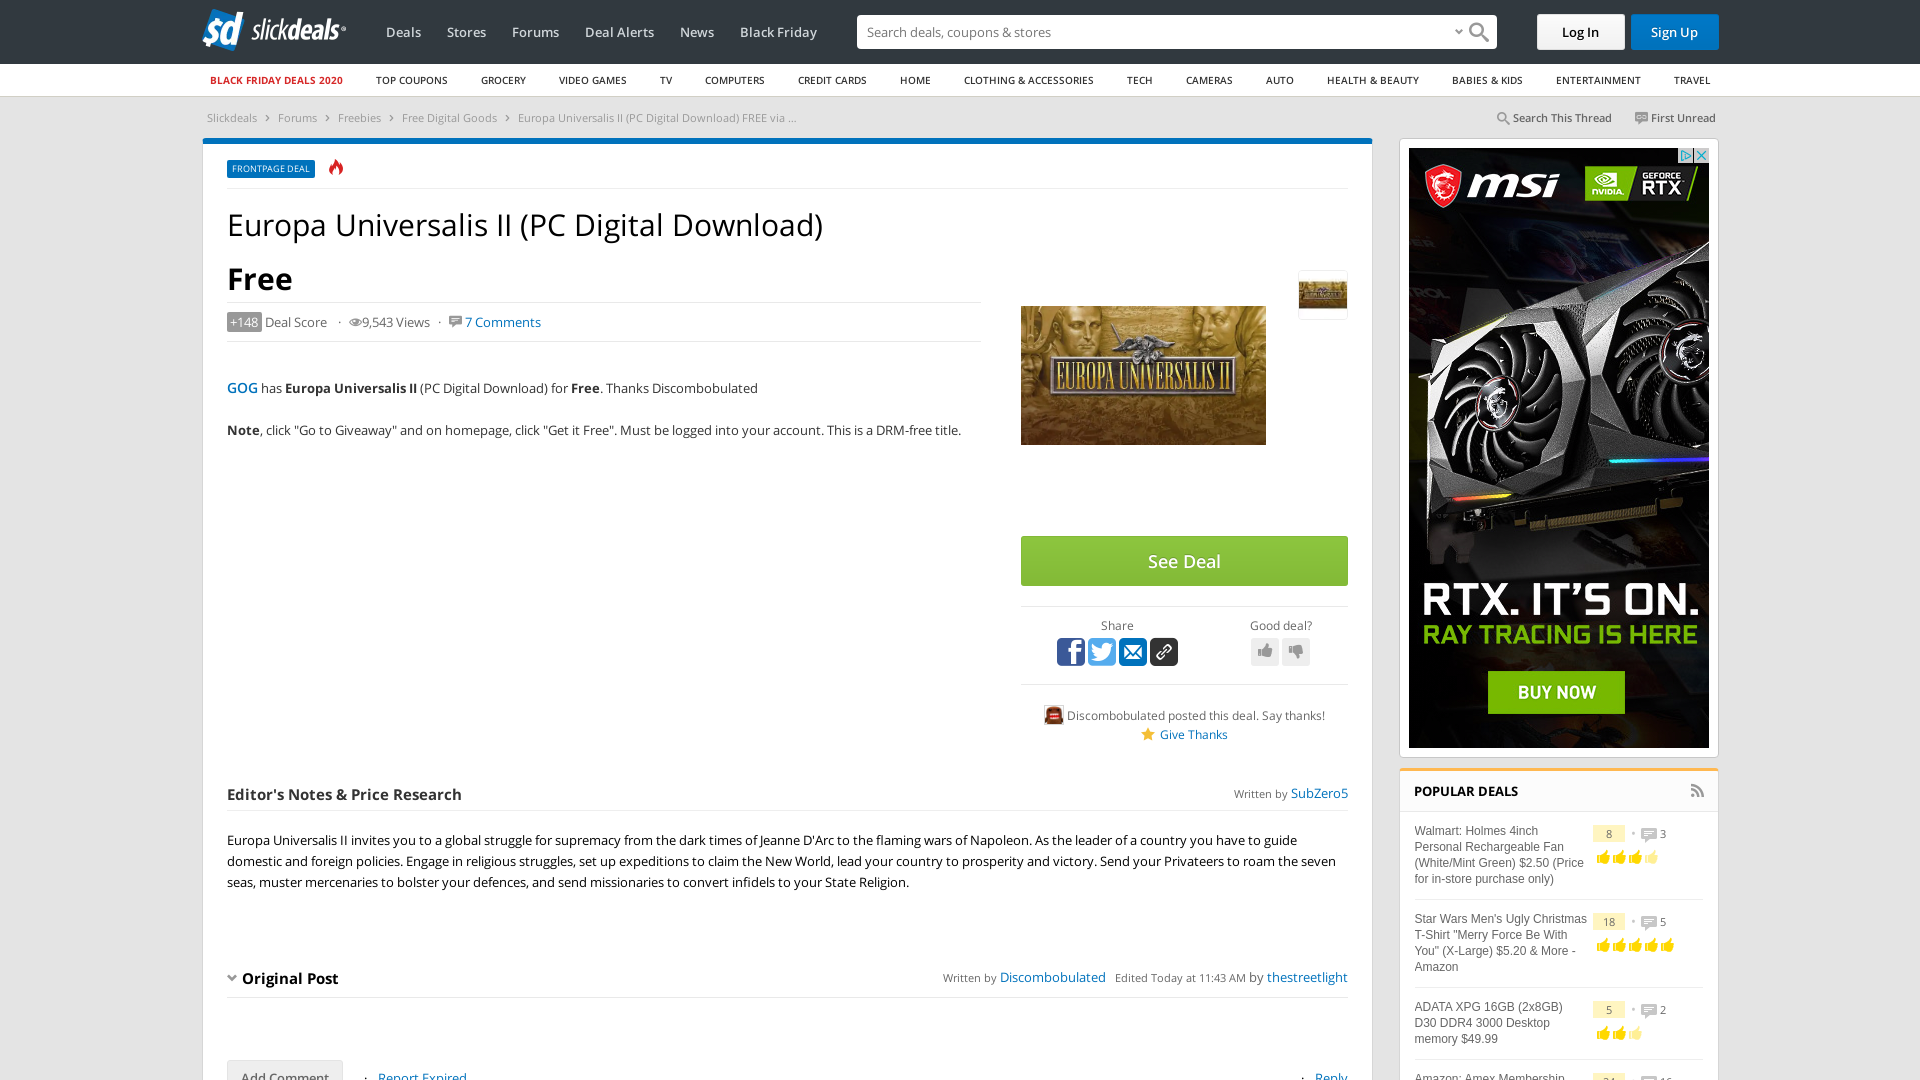 slickdeals
Deals
Stores
Forums
Deal Alerts
News
Black Friday
Search deals, coupons & stores
Log In
Sign Up
BLACK FRIDAY DEALS 2020
TOP COUPONS
GROCERY
VIDEO GAMES
TV
COMPUTERS
CREDIT CARDS
HOME
CLOTHING & ACCESSORIES
TECH
CAMERAS
AUTO
HEALTH & BEAUTY
BABIES & KIDS
ENTERTAINMENT
TRAVEL
Slickdeals > Forums > Freebies > Free Digital Goods > Europa Universalis II (PC Digital Download) FREE via ...
Search This Thread
First Unread
FRONTPAGE DEAL
Europa Universalis II (PC Digital Download)
Free
+148 Deal Score · 9,543 Views · 7 Comments
GOG has Europa Universalis II (PC Digital Download) for Free. Thanks Discombobulated
Note, click "Go to Giveaway" and on homepage, click "Get it Free". Must be logged into your account. This is a DRM-free title.
EUROPA UNIVERSALIS II
See Deal
Share
Good deal?
Discombobulated posted this deal. Say thanks!
Give Thanks
Editor's Notes & Price Research
Written by SubZero5
Europa Universalis II invites you to a global struggle for supremacy from the dark times of Jeanne D'Arc to the flaming wars of Napoleon. As the leader of a country you have to guide
domestic and foreign policies. Engage in religious struggles, set up expeditions to claim the New World, lead your country to prosperity and victory. Send your Privateers to roam the seven
seas, muster mercenaries to bolster your defences, and send missionaries to convert infidels to your State Religion.
Original Post
Written by Discombobulated Edited Today at 11:43 AM by thestreetlight
Add Comment
· Report Expired
· Reply
msi
NVIDIA
GEFORCE
RTX
RTX. IT'S ON.
RAY TRACING IS HERE
BUY NOW
POPULAR DEALS
Walmart: Holmes 4inch
Personal Rechargeable Fan
(White/Mint Green) $2.50 (Price
for in-store purchase only)
8 · 3
Star Wars Men's Ugly Christmas
T-Shirt "Merry Force Be With
You" (X-Large) $5.20 & More -
Amazon
18 · 5
ADATA XPG 16GB (2x8GB)
D30 DDR4 3000 Desktop
memory $49.99
5 · 2
Amazon: Amex Membership